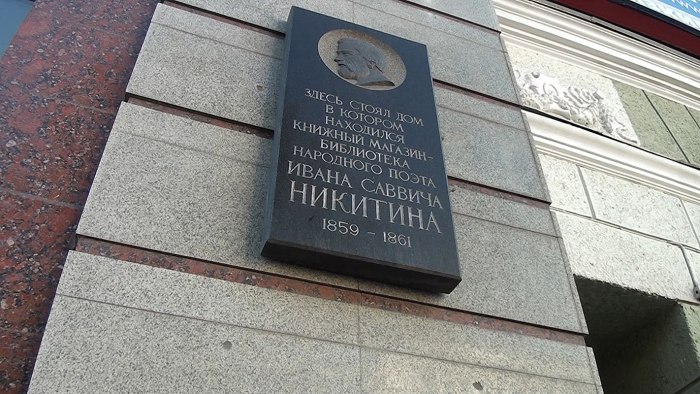 ЗДЕСЬ СТОЯЛ ДОМ
В КОТОРОМ
НАХОДИЛСЯ
КНИЖНЫЙ МАГАЗИН-
БИБЛИОТЕКА
НАРОДНОГО ПОЭТА
ИВАНА САВВИЧА
НИКИТИНА
1859 – 1861